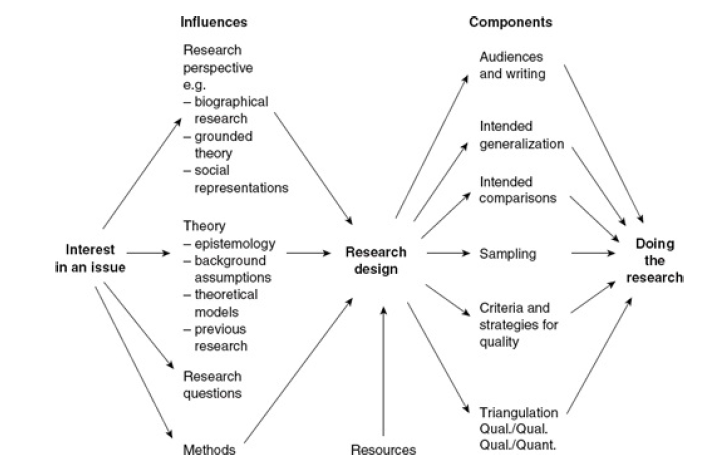 Influences
Components
Research
perspective
e.g.
– biographical
research
– grounded
theory
– social
representations
Audiences
and writing
Intended
generalization
Intended
comparisons
Interest
in an issue
Theory
– epistemology
– background
assumptions
– theoretical
models
– previous
research
Research
design
Sampling
Doing
the
research
Criteria and
strategies for
quality
Research
questions
Methods
Resources
Triangulation
Qual./Qual.
Qual./Quant.